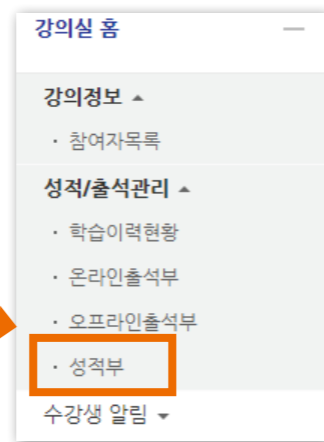 강의실 홈
강의정보 ▲
· 참여자목록
성적/출석관리 ▲
· 학습이력현황
· 온라인출석부
· 오프라인출석부
· 성적부
수강생 알림 ▼